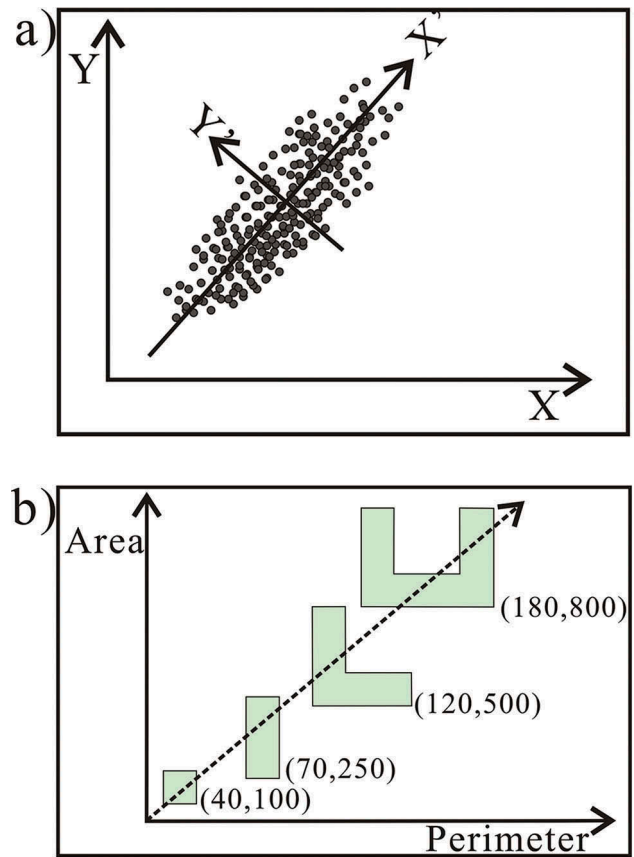 a)
Y
X'
Y'
X
b)
Area
(180,800)
(120,500)
(70,250)
(40,100)
Perimeter